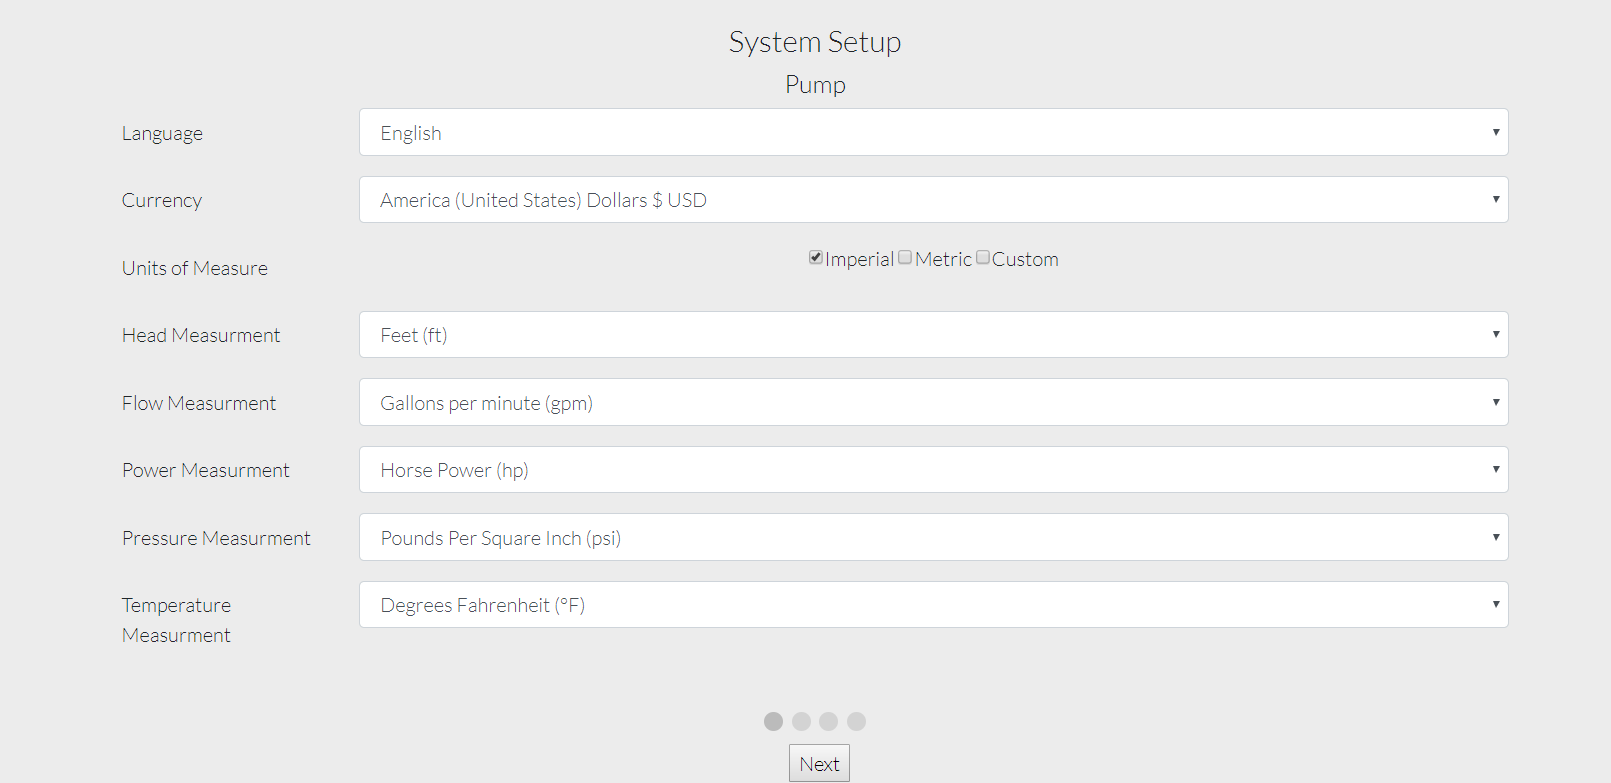 System Setup
Pump
Language English
Currency America (United States) Dollars $ USD
Units of Measure Imperial Metric Custom
Head Measurment Feet (ft)
Flow Measurment Gallons per minute (gpm)
Power Measurment Horse Power (hp)
Pressure Measurment Pounds Per Square Inch (psi)
Temperature Degrees Fahrenheit (°F)
Measurment
Next